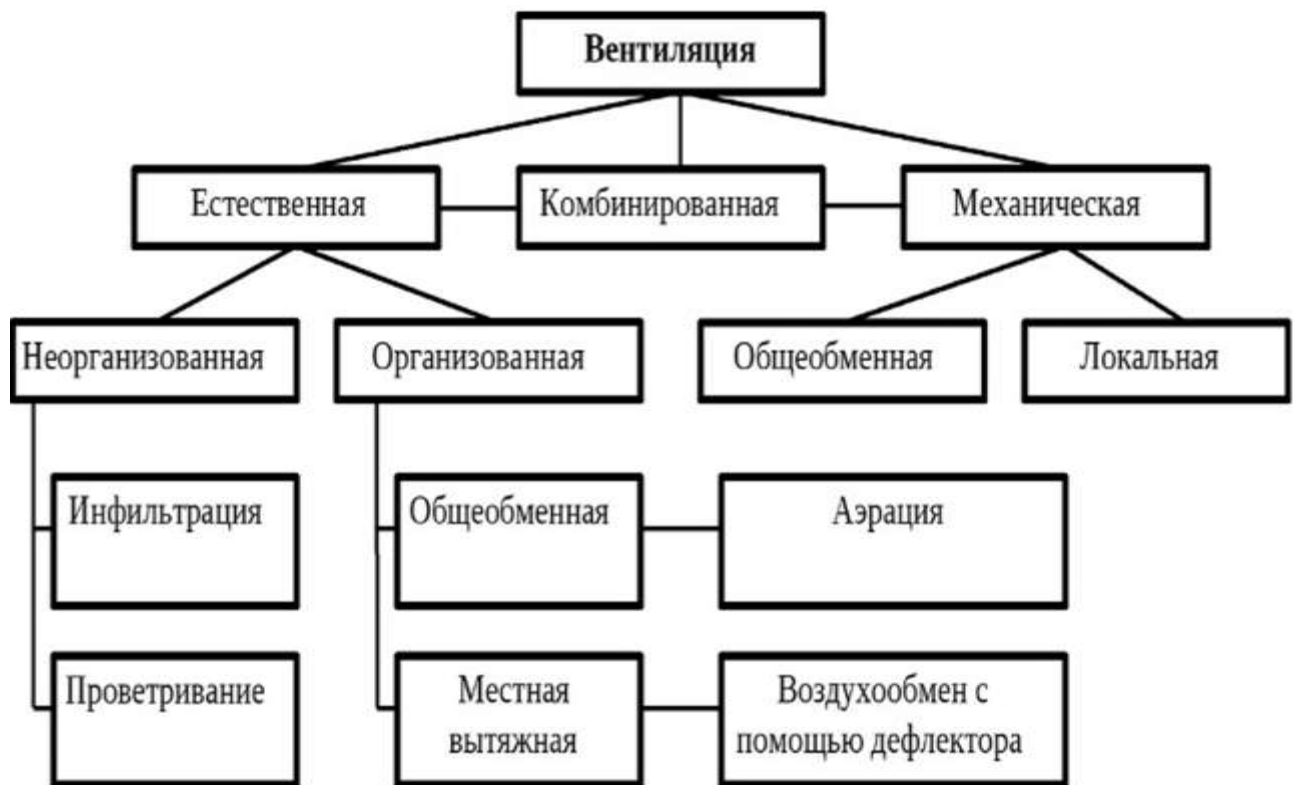 Вентиляция
Естественная
Комбинированная
Механическая
Неорганизованная
Организованная
Общеобменная
Локальная
Инфильтрация
Общеобменная
Аэрация
Проветривание
Местная
вытяжная
Воздухообмен с
помощью дефлектора